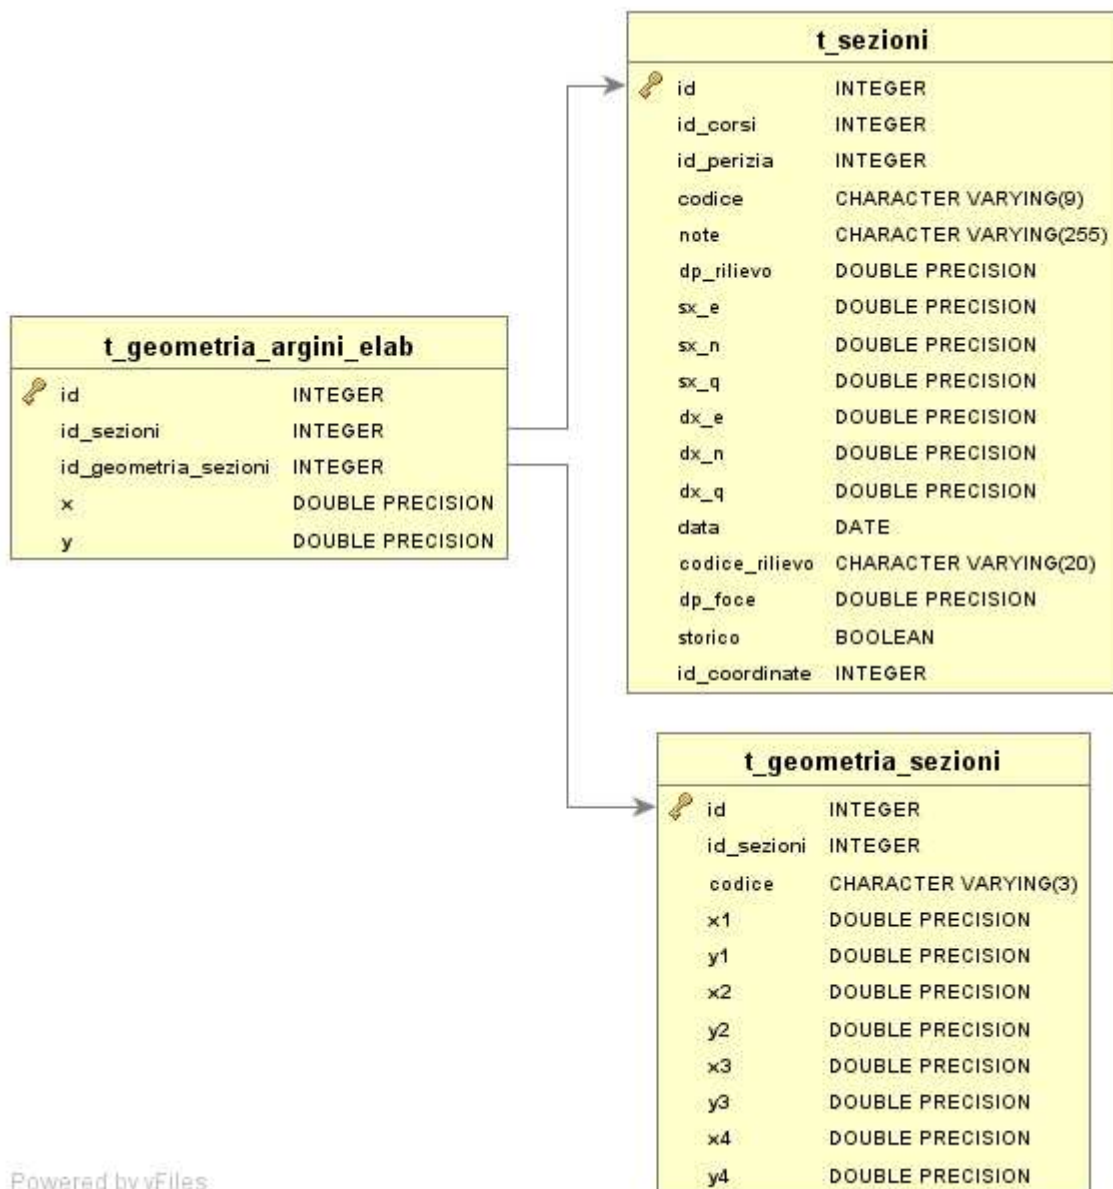 t_sezioni
id INTEGER
id_corsi INTEGER
id_perizia INTEGER
codice CHARACTER VARYING(9)
note CHARACTER VARYING(255)
dp_rilievo DOUBLE PRECISION
sx_e DOUBLE PRECISION
sx_n DOUBLE PRECISION
sx_q DOUBLE PRECISION
dx_e DOUBLE PRECISION
dx_n DOUBLE PRECISION
dx_q DOUBLE PRECISION
data DATE
codice_rilievo CHARACTER VARYING(20)
dp_foce DOUBLE PRECISION
storico BOOLEAN
id_coordinate INTEGER
t_geometria_argini_elab
id INTEGER
id_sezioni INTEGER
id_geometria_sezioni INTEGER
x DOUBLE PRECISION
y DOUBLE PRECISION
t_geometria_sezioni
id INTEGER
id_sezioni INTEGER
codice CHARACTER VARYING(3)
x1 DOUBLE PRECISION
y1 DOUBLE PRECISION
x2 DOUBLE PRECISION
y2 DOUBLE PRECISION
x3 DOUBLE PRECISION
y3 DOUBLE PRECISION
x4 DOUBLE PRECISION
y4 DOUBLE PRECISION
Powered by yFiles